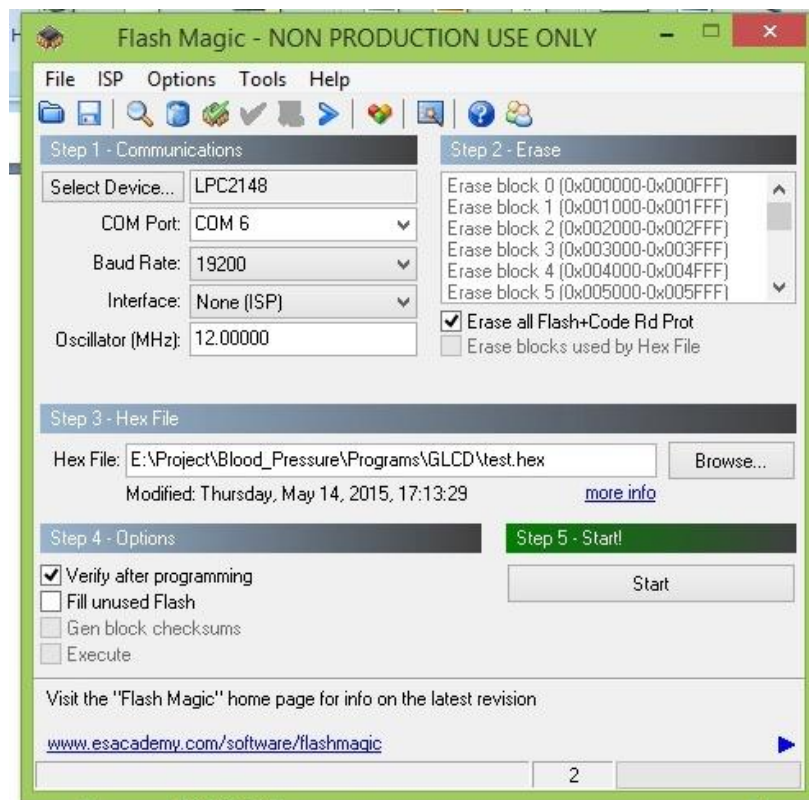 Flash Magic - NON PRODUCTION USE ONLY
File ISP Options Tools Help
Step 1 - Communications
Select Device... LPC2148
COM Port: COM 6
Baud Rate: 19200
Interface: None (ISP)
Oscillator (MHz): 12.00000
Step 2 - Erase
Erase block 0 (0x000000-0x000FFF)
Erase block 1 (0x001000-0x001FFF)
Erase block 2 (0x002000-0x002FFF)
Erase block 3 (0x003000-0x003FFF)
Erase block 4 (0x004000-0x004FFF)
Erase block 5 (0x005000-0x005FFF)
Erase all Flash+Code Rd Prot
Erase blocks used by Hex File
Step 3 - Hex File
Hex File: E:\Project\Blood_Pressure\Programs\GLCD\test.hex Browse...
Modified: Thursday, May 14, 2015, 17:13:29 more info
Step 4 - Options
Verify after programming
Fill unused Flash
Gen block checksums
Execute
Step 5 - Start!
Start
Visit the "Flash Magic" home page for info on the latest revision
www.esacademy.com/software/flashmagic
2